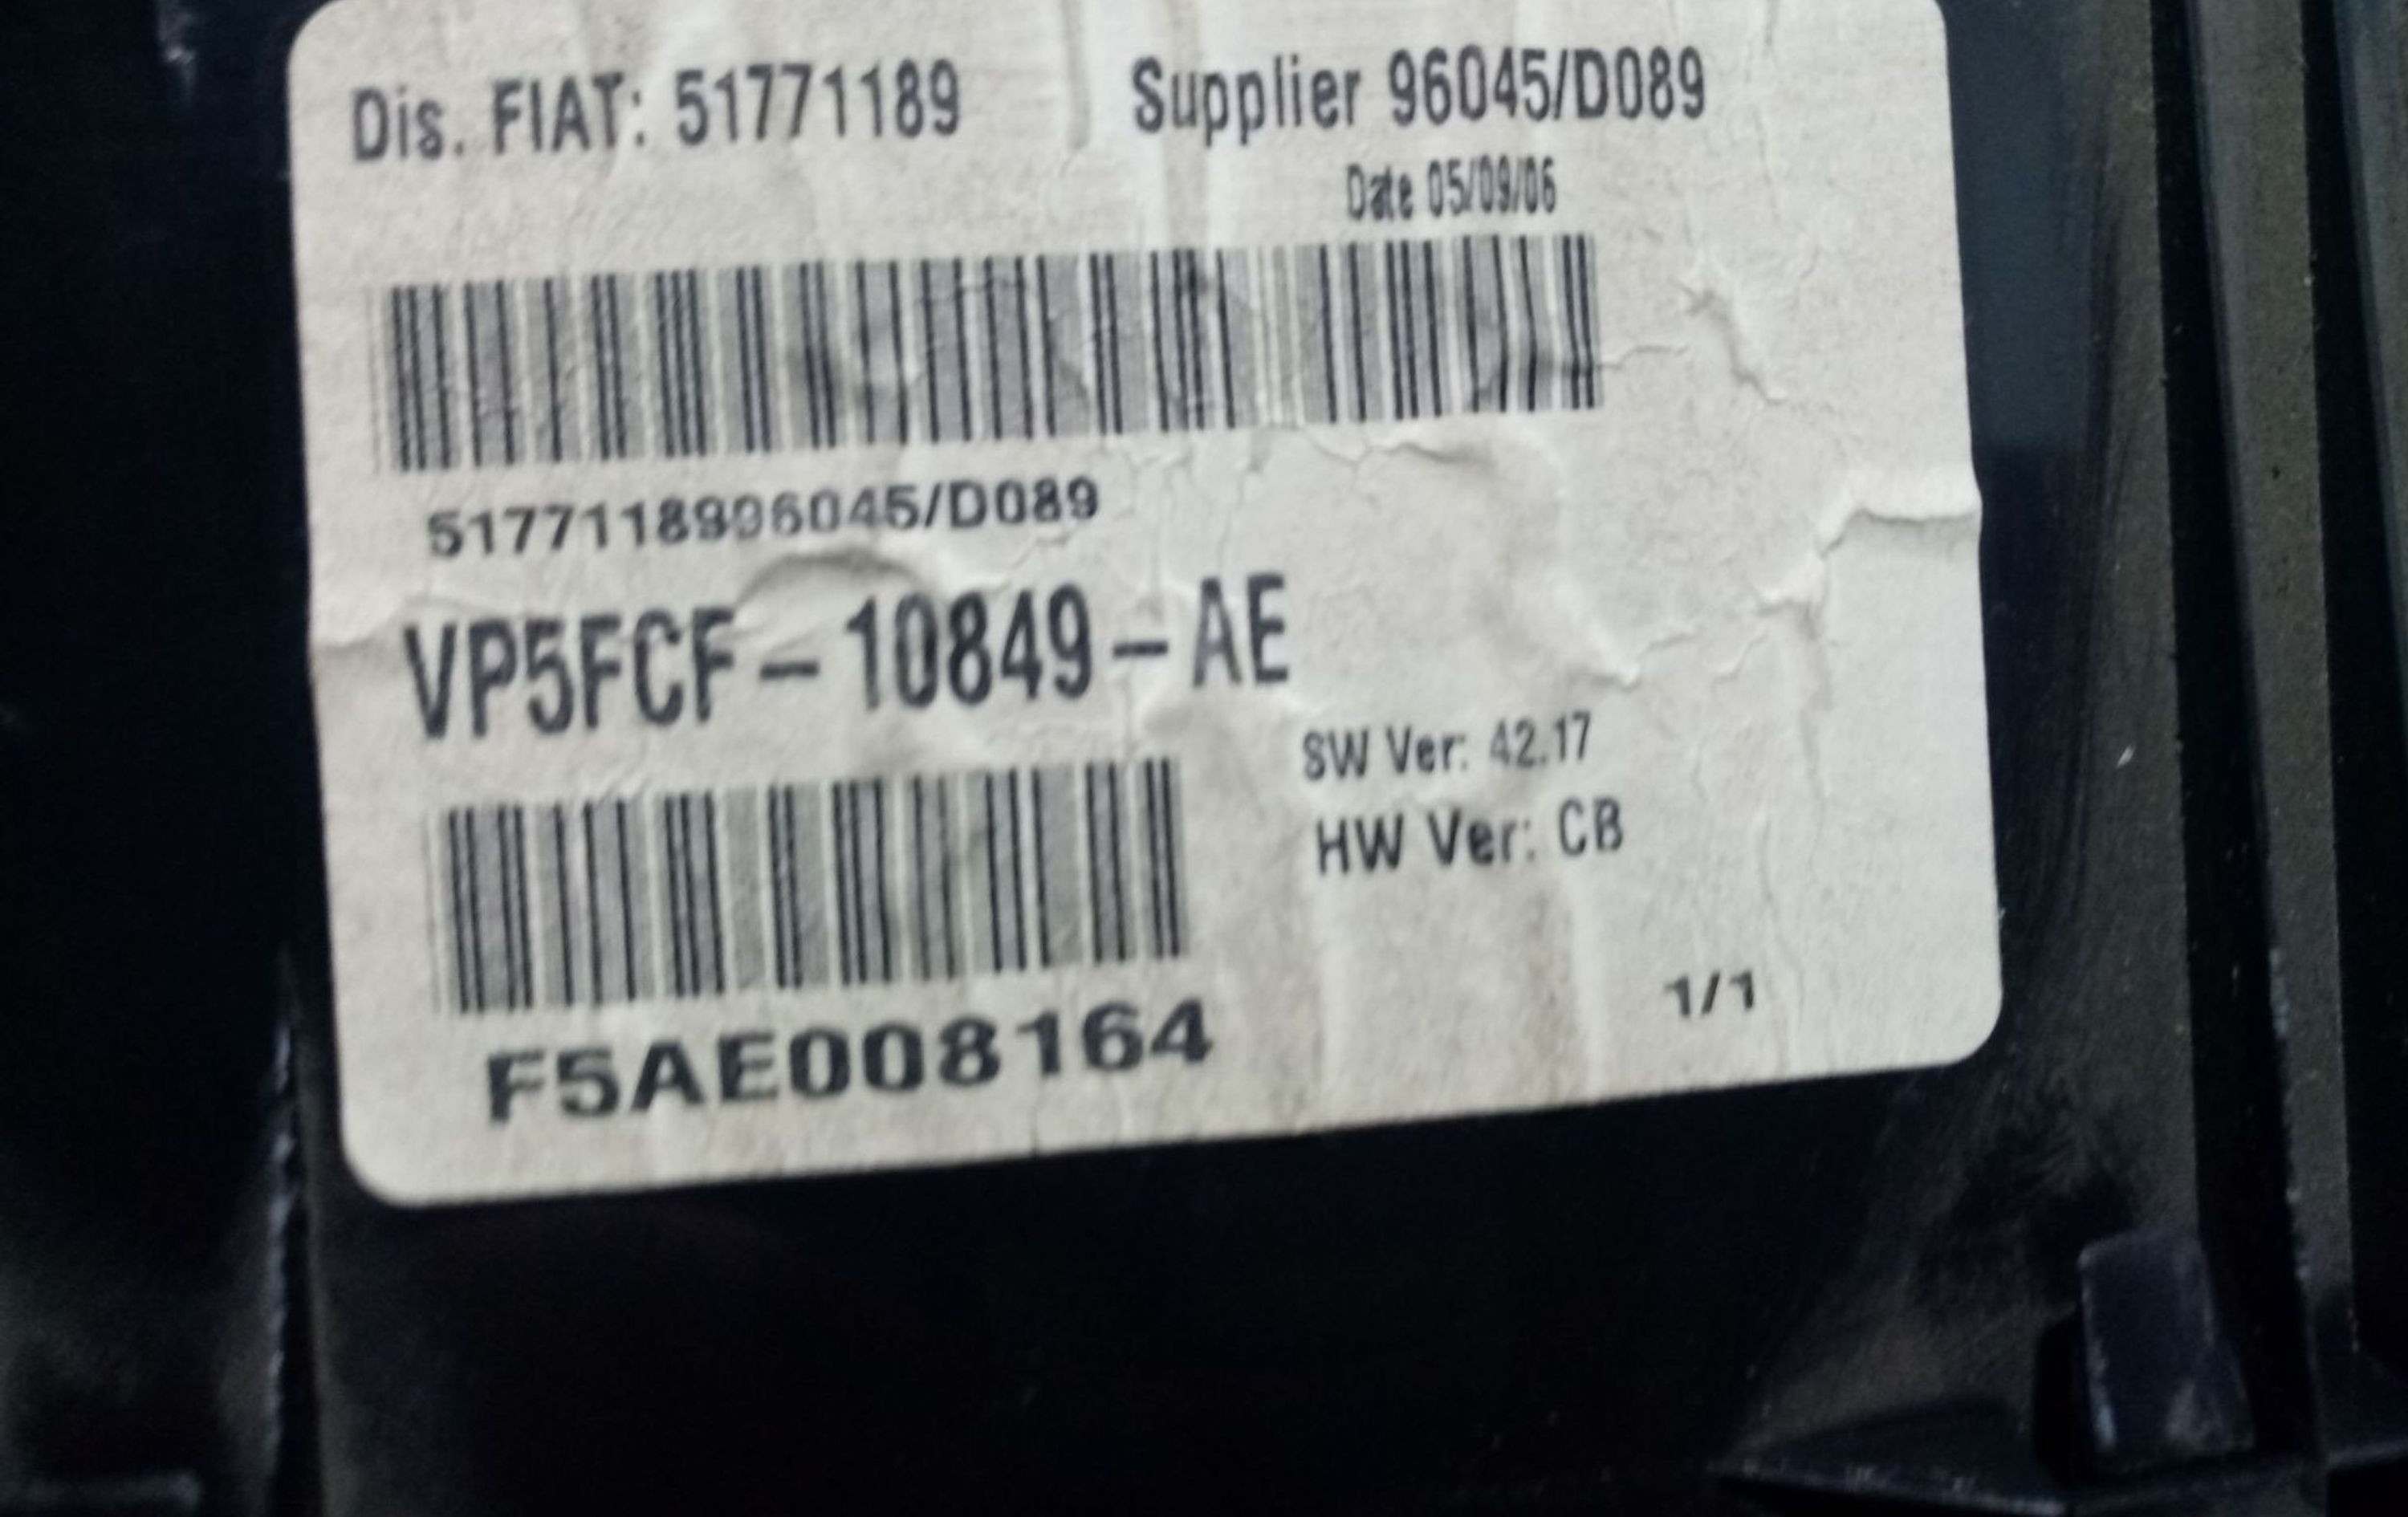 Dis. FIAT: 51771189 Supplier 96045/D089
Date 05/09/06
5177118996045/D089
VP5FCF-10849-AE
SW Ver: 42.17
HW Ver: CB
F5AE008164
1/1